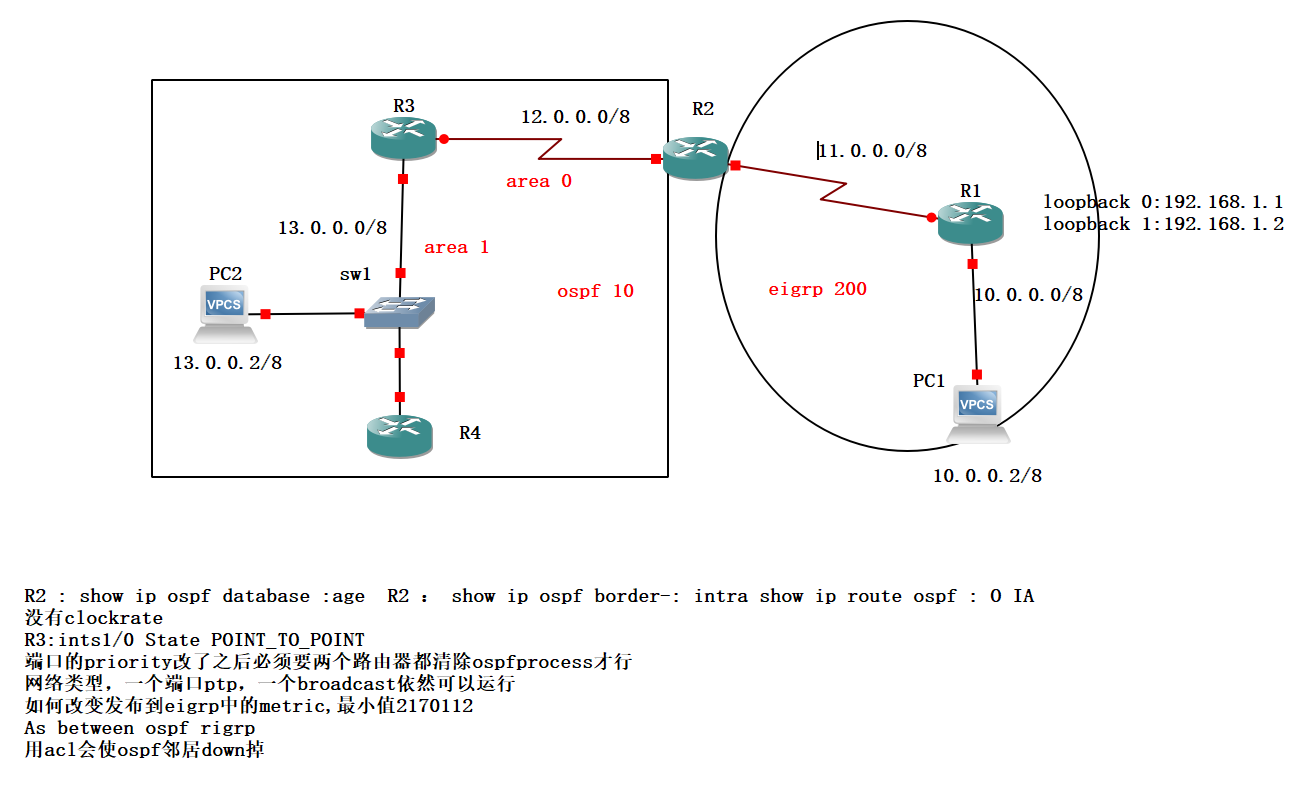 R3
12.0.0.0/8
R2
area 0
11.0.0.0/8
R1
loopback 0:192.168.1.1
loopback 1:192.168.1.2
13.0.0.0/8
area 1
PC2
sw1
ospf 10
eigrp 200
10.0.0.0/8
VPCS
13.0.0.2/8
PC1
VPCS
R4
10.0.0.2/8
R2 : show ip ospf database :age  R2 : show ip ospf border-: intra show ip route ospf : O IA
没有clockrate
R3:ints1/0 State POINT_TO_POINT
端口的priority改了之后必须要两个路由器都清除ospfprocess才行
网络类型，一个端口ptp，一个broadcast依然可以运行
如何改变发布到eigrp中的metric,最小值2170112
As between ospf rigrp
用acl会使ospf邻居down掉